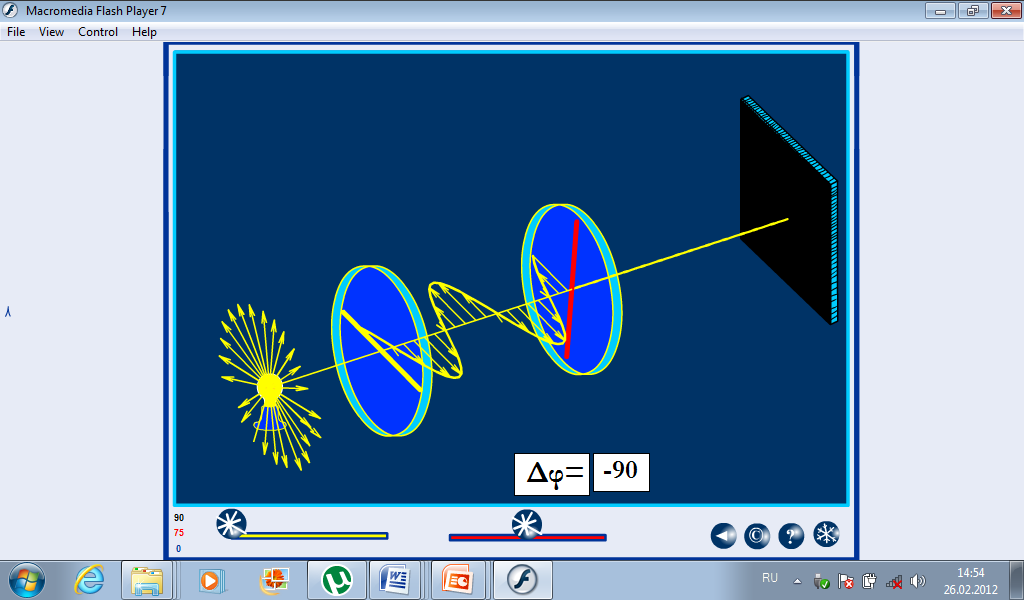 Macromedia Flash Player 7
File View Control Help
Δφ= -90
90
75
0
©
?
RU
14:54
26.02.2012